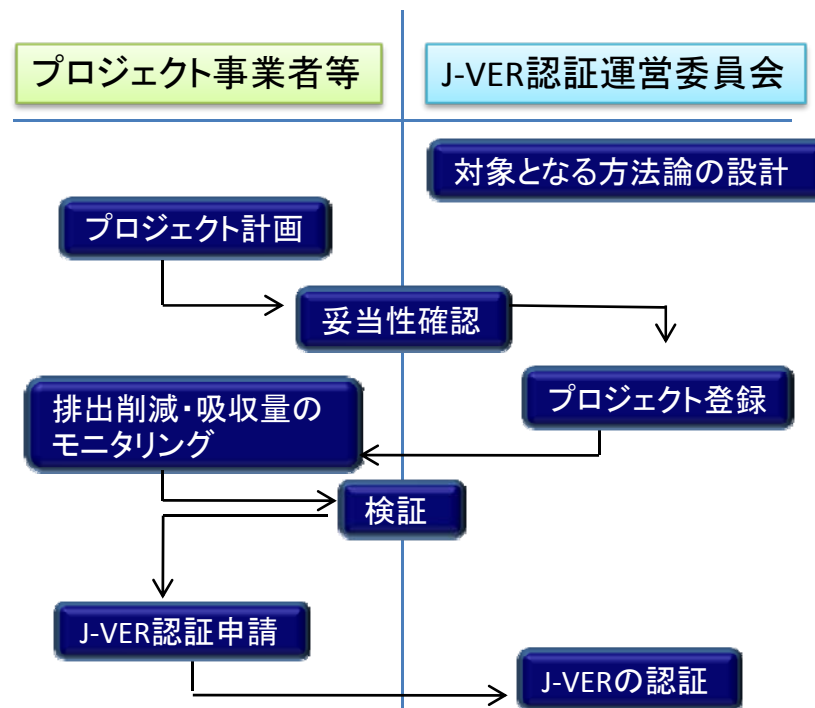 プロジェクト事業者等
J-VER認証運営委員会
対象となる方法論の設計
プロジェクト計画
妥当性確認
プロジェクト登録
排出削減・吸収量の
モニタリング
検証
J-VER認証申請
J-VERの認証